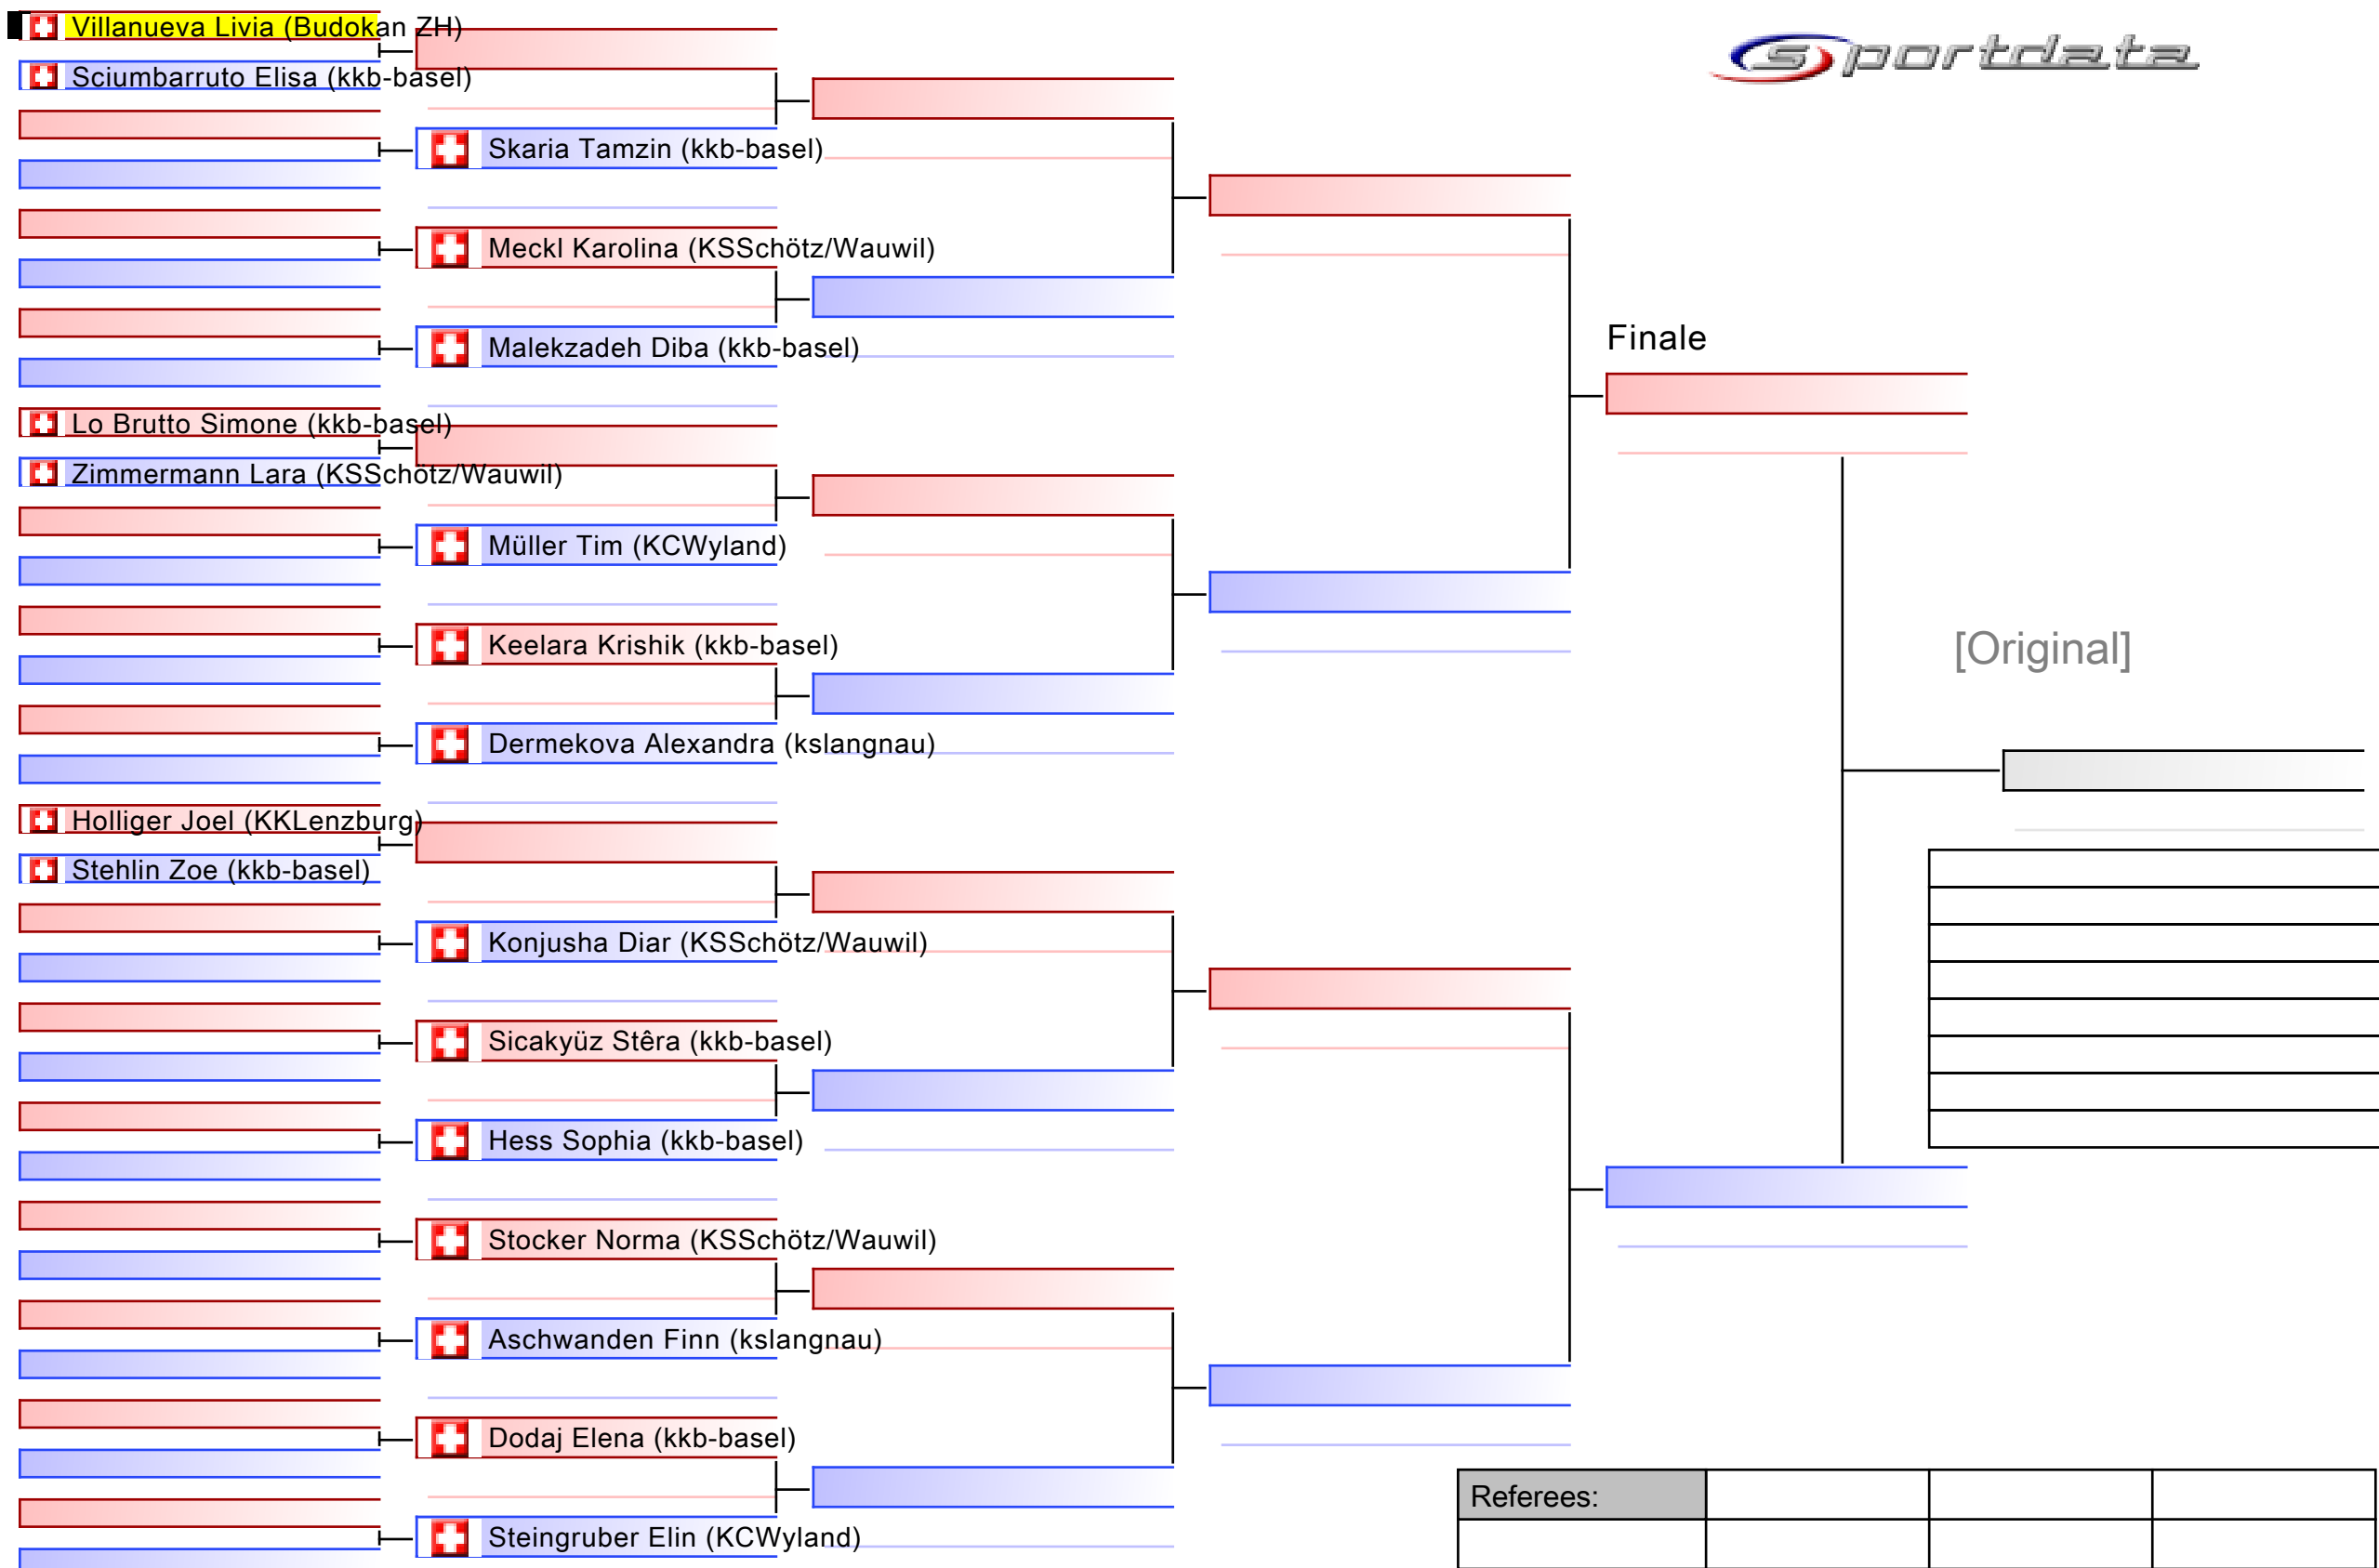 Villanueva Livia (Budokan ZH)
sportdata
Sciumbarruto Elisa (kkb-basel)
Skaria Tamzin (kkb-basel)
Meckl Karolina (KSSchötz/Wauwil)
Finale
Malekzadeh Diba (kkb-basel)
Lo Brutto Simone (kkb-basel)
Zimmermann Lara (KSSchötz/Wauwil)
Müller Tim (KCWyland)
Keelara Krishik (kkb-basel)
[Original]
Dermekova Alexandra (kslangnau)
Holliger Joel (KKLenzburg)
Stehlin Zoe (kkb-basel)
Konjusha Diar (KSSchötz/Wauwil)
Sicakyüz Stêra (kkb-basel)
Hess Sophia (kkb-basel)
Stocker Norma (KSSchötz/Wauwil)
Aschwanden Finn (kslangnau)
Dodaj Elena (kkb-basel)
Referees:
Steingruber Elin (KCWyland)